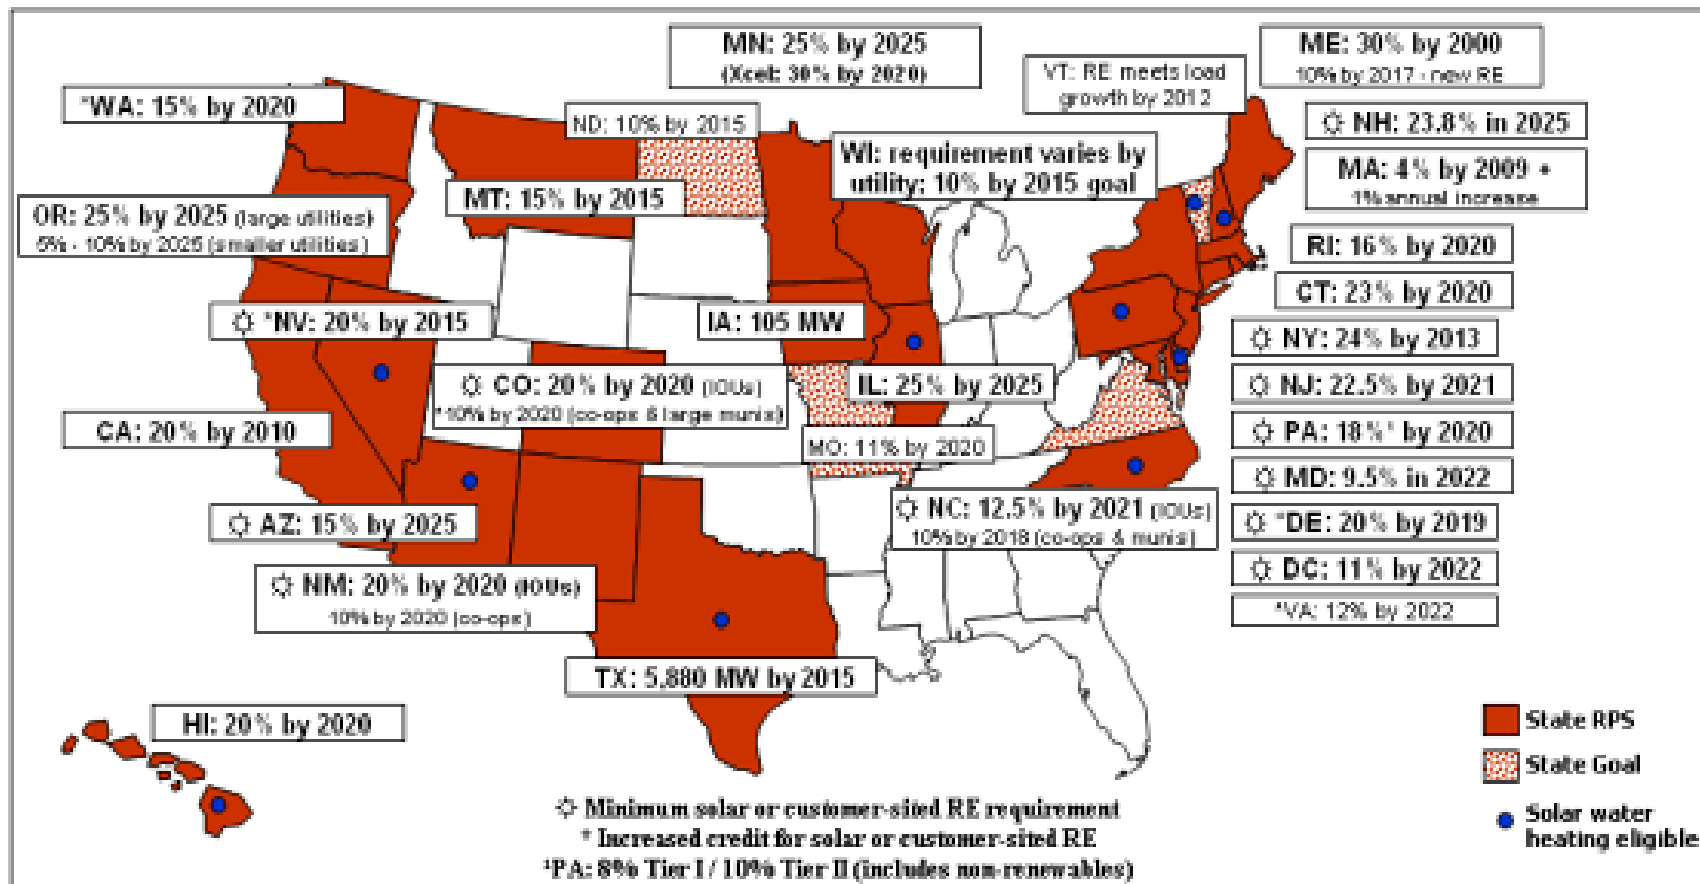 MN: 25% by 2025
(Xcel: 30% by 2020)
ME: 30% by 2000
10% by 2017 - new RE
VT: RE meets load
growth by 2012
*WA: 15% by 2020
ND: 10% by 2015
☼ NH: 23.8% in 2025
WI: requirement varies by
utility: 10% by 2015 goal
MA: 4% by 2009 +
1% annual increase
MT: 15% by 2015
OR: 25% by 2025 (large utilities)
5% - 10% by 2025 (smaller utilities)
RI: 16% by 2020
CT: 23% by 2020
☼ *NV: 20% by 2015
IA: 105 MW
☼ NY: 24% by 2013
☼ CO: 20% by 2020 (IOUs)
*10% by 2020 (co-ops & large munis)
IL: 25% by 2025
☼ NJ: 22.5% by 2021
CA: 20% by 2010
MO: 11% by 2020
☼ PA: 18%¹ by 2020
☼ MD: 9.5% in 2022
☼ AZ: 15% by 2025
☼ NC: 12.5% by 2021 (IOUs)
10% by 2018 (co-ops & munis)
☼ *DE: 20% by 2019
☼ NM: 20% by 2020 (IOUs)
10% by 2020 (co-ops)
☼ DC: 11% by 2022
*VA: 12% by 2022
TX: 5,880 MW by 2015
HI: 20% by 2020
State RPS
State Goal
Solar water
heating eligible
☼ Minimum solar or customer-sited RE requirement
* Increased credit for solar or customer-sited RE
¹PA: 8% Tier I / 10% Tier II (includes non-renewables)